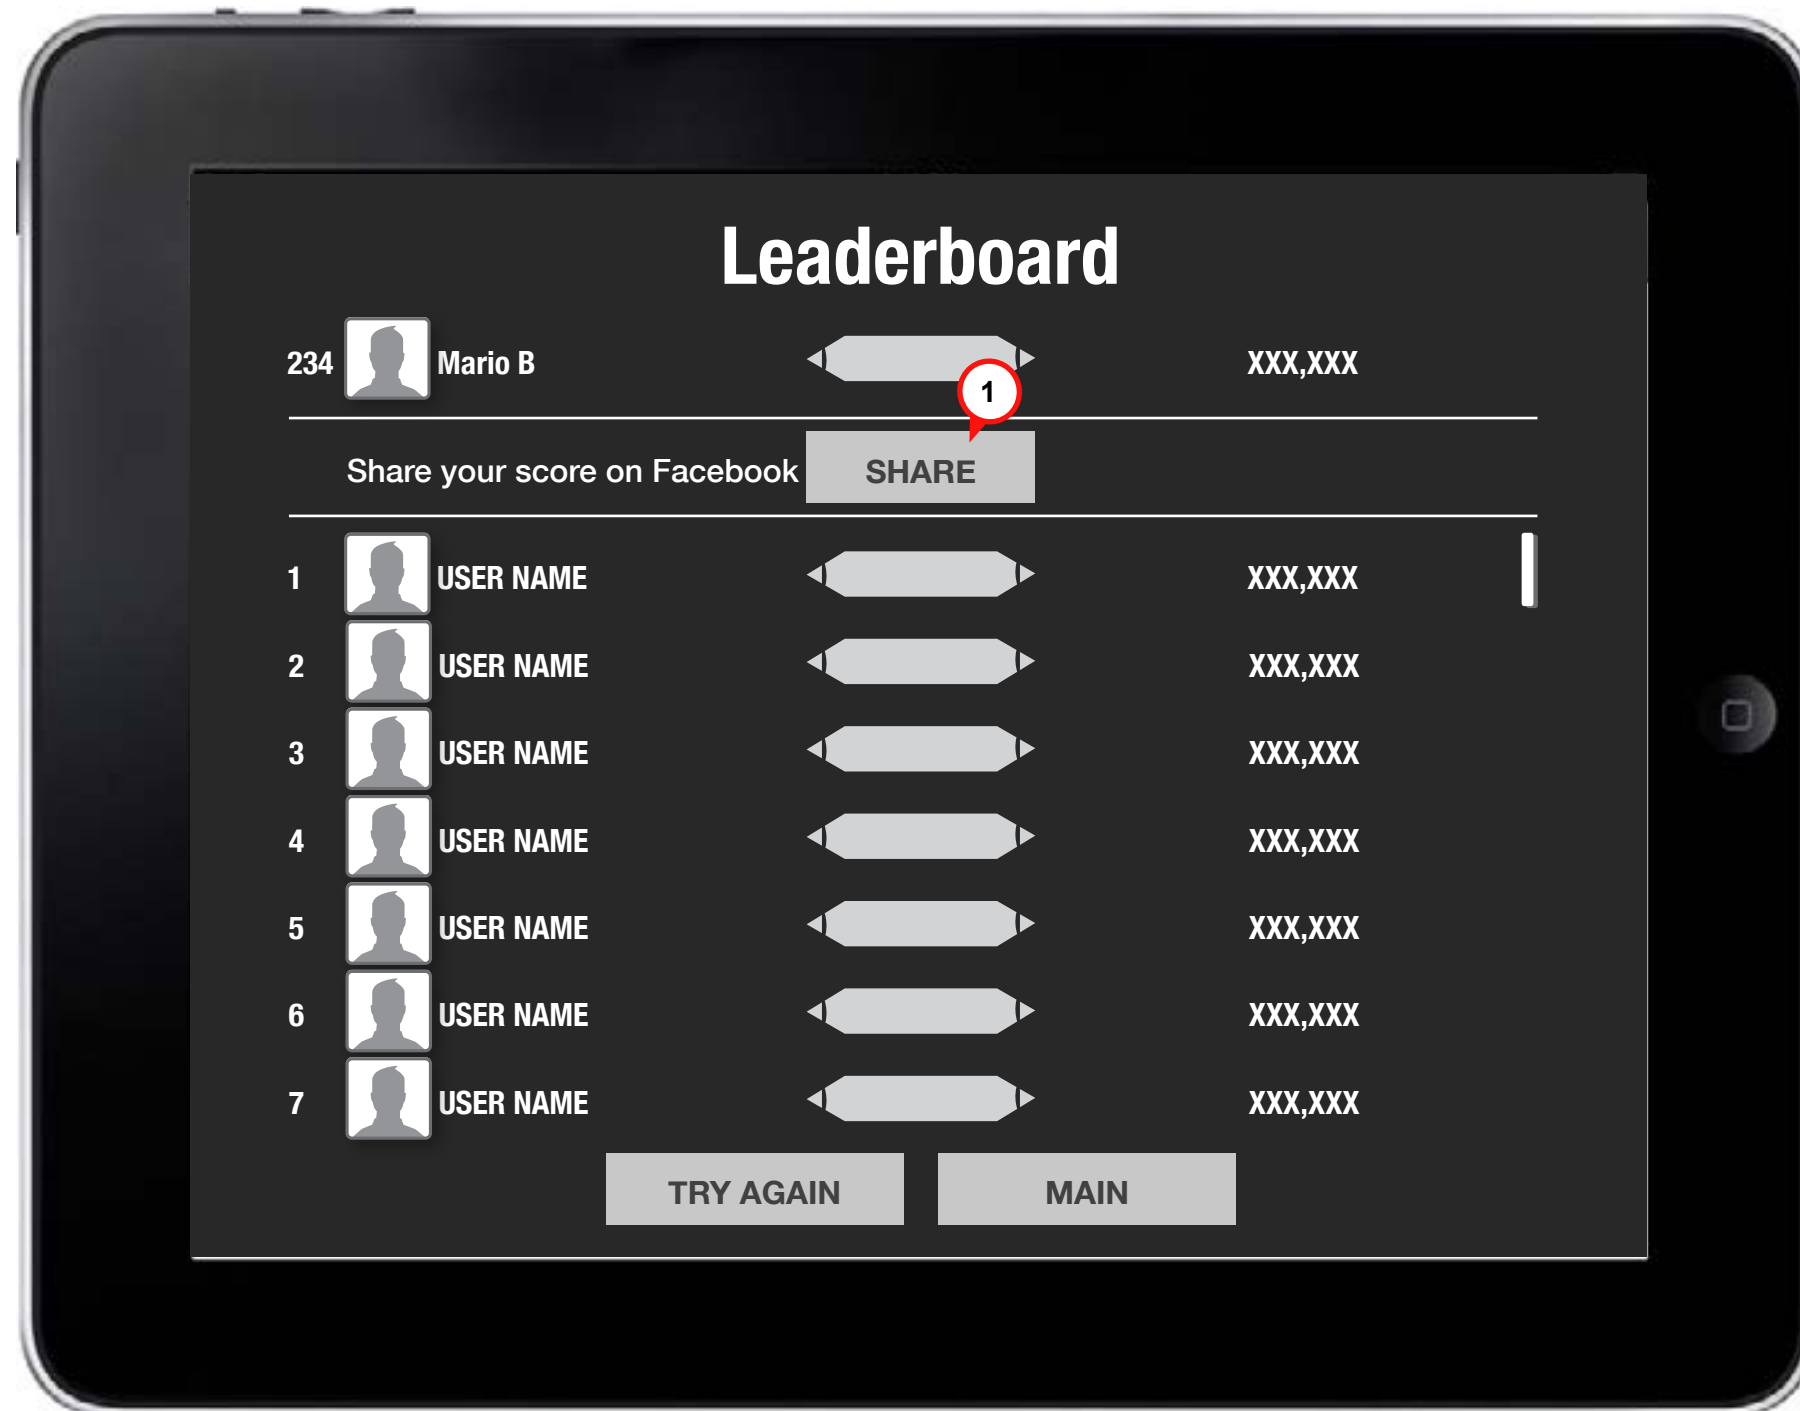 Leaderboard
234 Mario B XXX,XXX
1
Share your score on Facebook SHARE
1 USER NAME XXX,XXX
2 USER NAME XXX,XXX
3 USER NAME XXX,XXX
4 USER NAME XXX,XXX
5 USER NAME XXX,XXX
6 USER NAME XXX,XXX
7 USER NAME XXX,XXX
TRY AGAIN MAIN